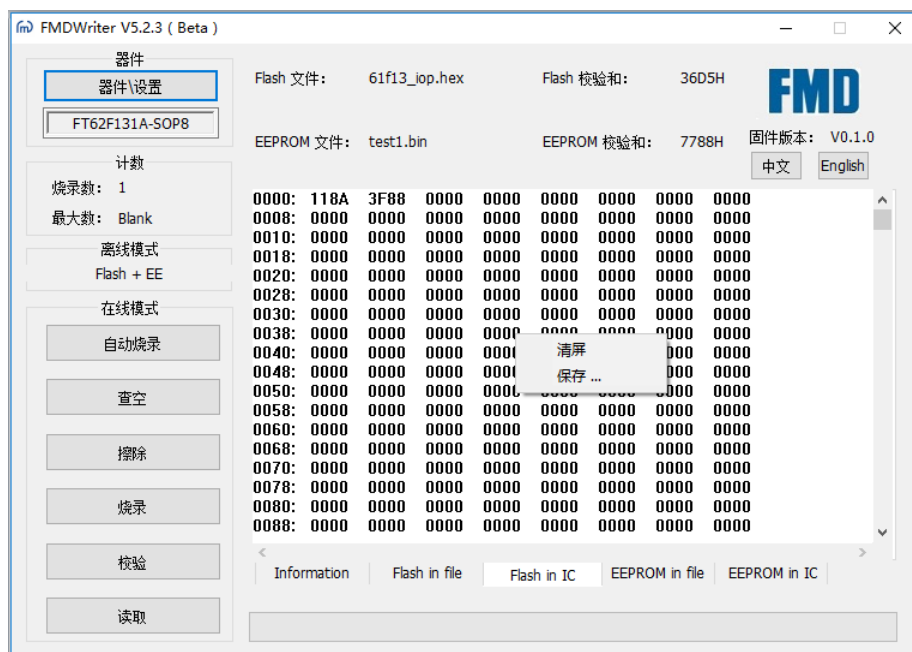 FMDWriter V5.2.3 ( Beta )
器件
器件\设置
FT62F131A-SOP8
计数
烧录数： 1
最大数： Blank
离线模式
Flash + EE
在线模式
自动烧录
查空
擦除
烧录
校验
读取
Flash 文件： 61f13_iop.hex Flash 校验和： 36D5H
EEPROM 文件： test1.bin EEPROM 校验和： 7788H
FMD
固件版本： V0.1.0
中文 English
0000: 118A 3F88 0000 0000 0000 0000 0000 0000
0008: 0000 0000 0000 0000 0000 0000 0000 0000
0010: 0000 0000 0000 0000 0000 0000 0000 0000
0018: 0000 0000 0000 0000 0000 0000 0000 0000
0020: 0000 0000 0000 0000 0000 0000 0000 0000
0028: 0000 0000 0000 0000 0000 0000 0000 0000
0030: 0000 0000 0000 0000 0000 0000 0000 0000
0038: 0000 0000 0000 0000 0000 0000 0000 0000
0040: 0000 0000 0000 0000
0048: 0000 0000 0000 0000
0050: 0000 0000 0000 0000 0000 0000 0000 0000
0058: 0000 0000 0000 0000 0000 0000 0000 0000
0060: 0000 0000 0000 0000 0000 0000 0000 0000
0068: 0000 0000 0000 0000 0000 0000 0000 0000
0070: 0000 0000 0000 0000 0000 0000 0000 0000
0078: 0000 0000 0000 0000 0000 0000 0000 0000
0080: 0000 0000 0000 0000 0000 0000 0000 0000
0088: 0000 0000 0000 0000 0000 0000 0000 0000
清屏
保存 ...
Information Flash in file Flash in IC EEPROM in file EEPROM in IC